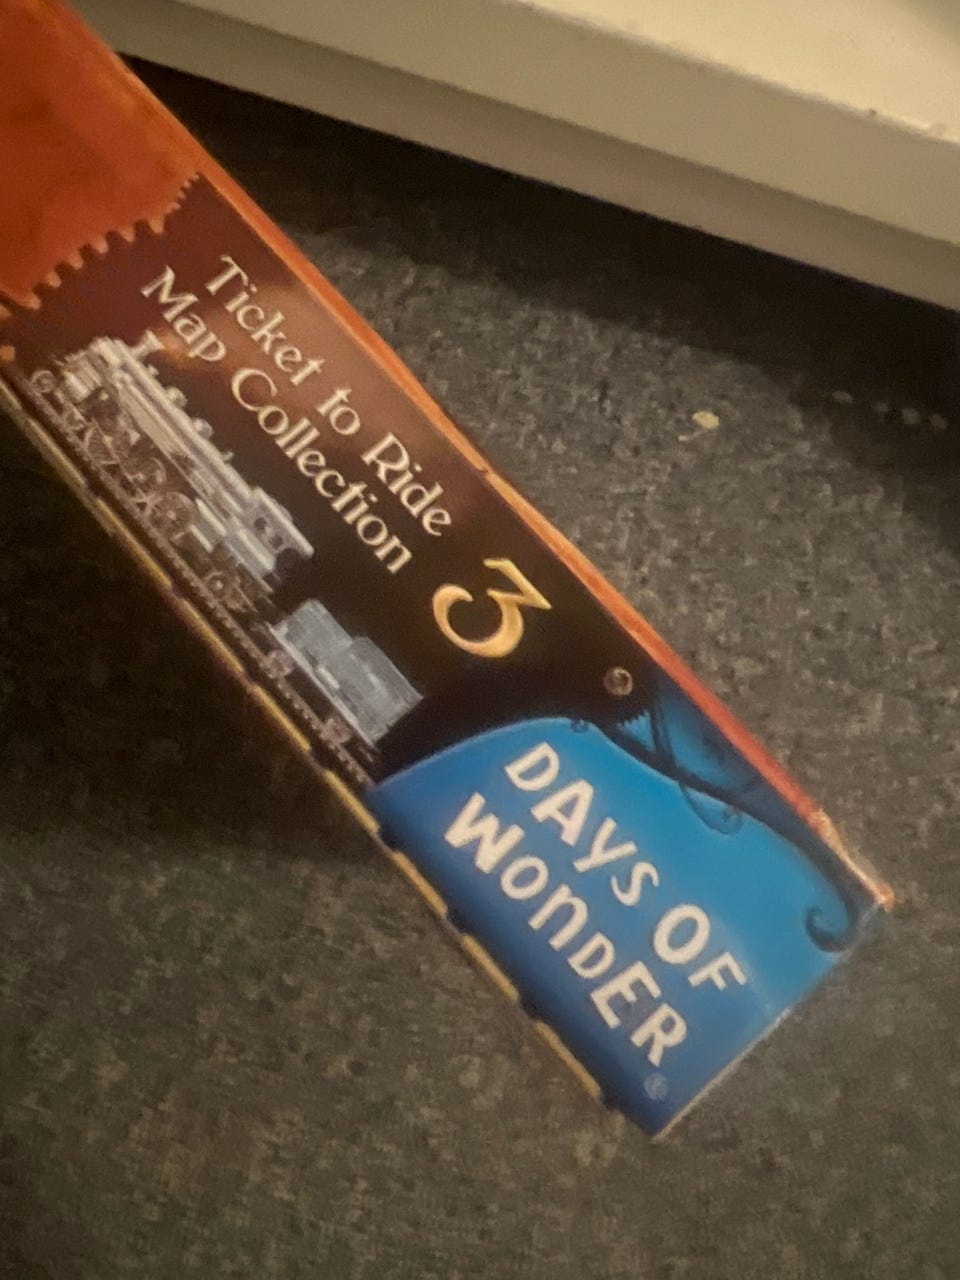 Ticket to Ride
Map Collection
3
DAYS OF
WONDER
®